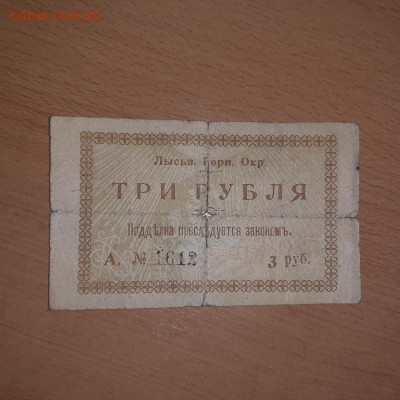 Лысьв. Горн. Окр.
ТРИ РУБЛЯ
Поддѣлка преслѣдуется закономъ.
А. № 1612 3 руб.